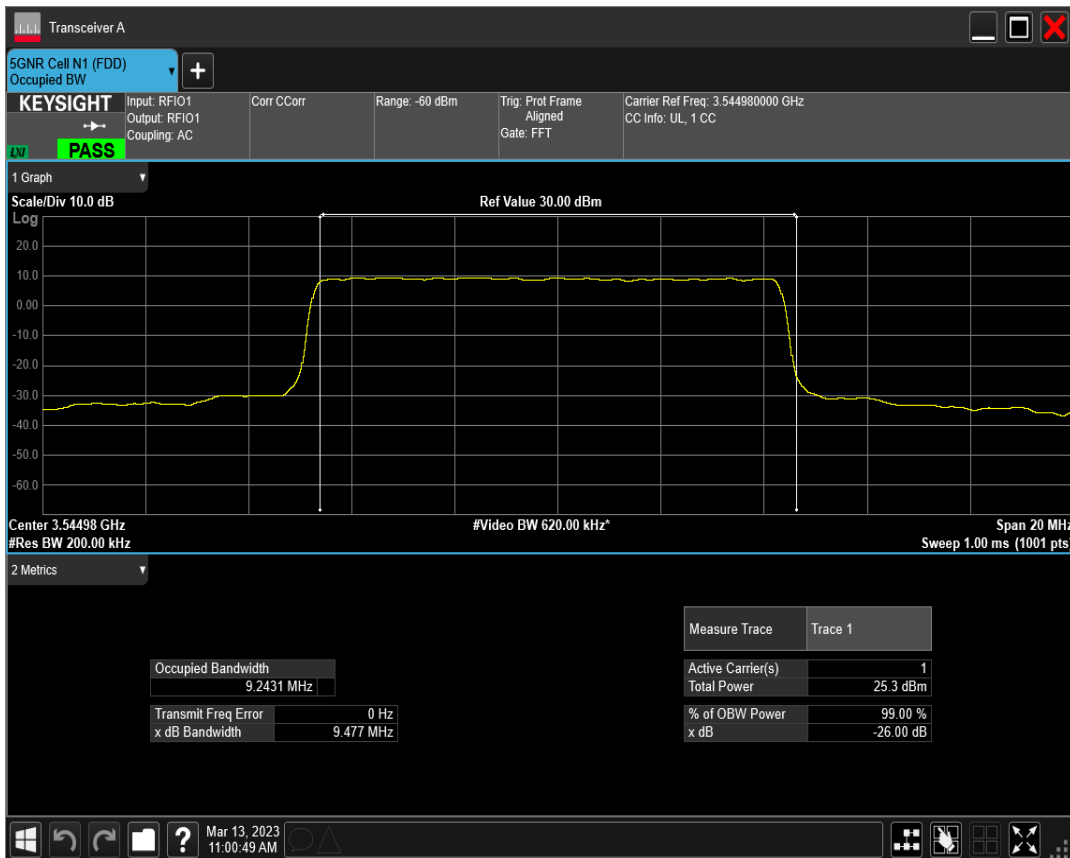 Transceiver A
5GNR Cell N1 (FDD)
Occupied BW
+
KEYSIGHT
LXI
PASS
Input: RFIO1
Output: RFIO1
Coupling: AC
Corr CCorr
Range: -60 dBm
Trig: Prot Frame
Aligned
Gate: FFT
Carrier Ref Freq: 3.544980000 GHz
CC Info: UL, 1 CC
1 Graph
Scale/Div 10.0 dB
Ref Value 30.00 dBm
Log
20.0
10.0
0.00
-10.0
-20.0
-30.0
-40.0
-50.0
-60.0
Center 3.54498 GHz
#Video BW 620.00 kHz*
Span 20 MHz
#Res BW 200.00 kHz
Sweep 1.00 ms (1001 pts)
2 Metrics
Measure Trace Trace 1
Occupied Bandwidth
9.2431 MHz
Active Carrier(s) 1
Total Power 25.3 dBm
Transmit Freq Error 0 Hz
x dB Bandwidth 9.477 MHz
% of OBW Power 99.00 %
x dB -26.00 dB
?
Mar 13, 2023
11:00:49 AM